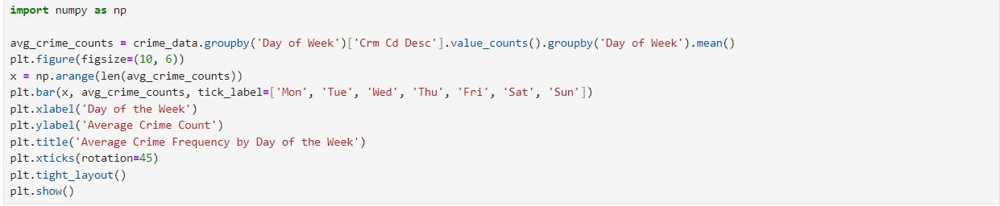 import numpy as np
avg_crime_counts = crime_data.groupby('Day of Week')['Crm Cd Desc'].value_counts().groupby('Day of Week').mean()
plt.figure(figsize=(10, 6))
x = np.arange(len(avg_crime_counts))
plt.bar(x, avg_crime_counts, tick_label=['Mon', 'Tue', 'Wed', 'Thu', 'Fri', 'Sat', 'Sun'])
plt.xlabel('Day of the Week')
plt.ylabel('Average Crime Count')
plt.title('Average Crime Frequency by Day of the Week')
plt.xticks(rotation=45)
plt.tight_layout()
plt.show()